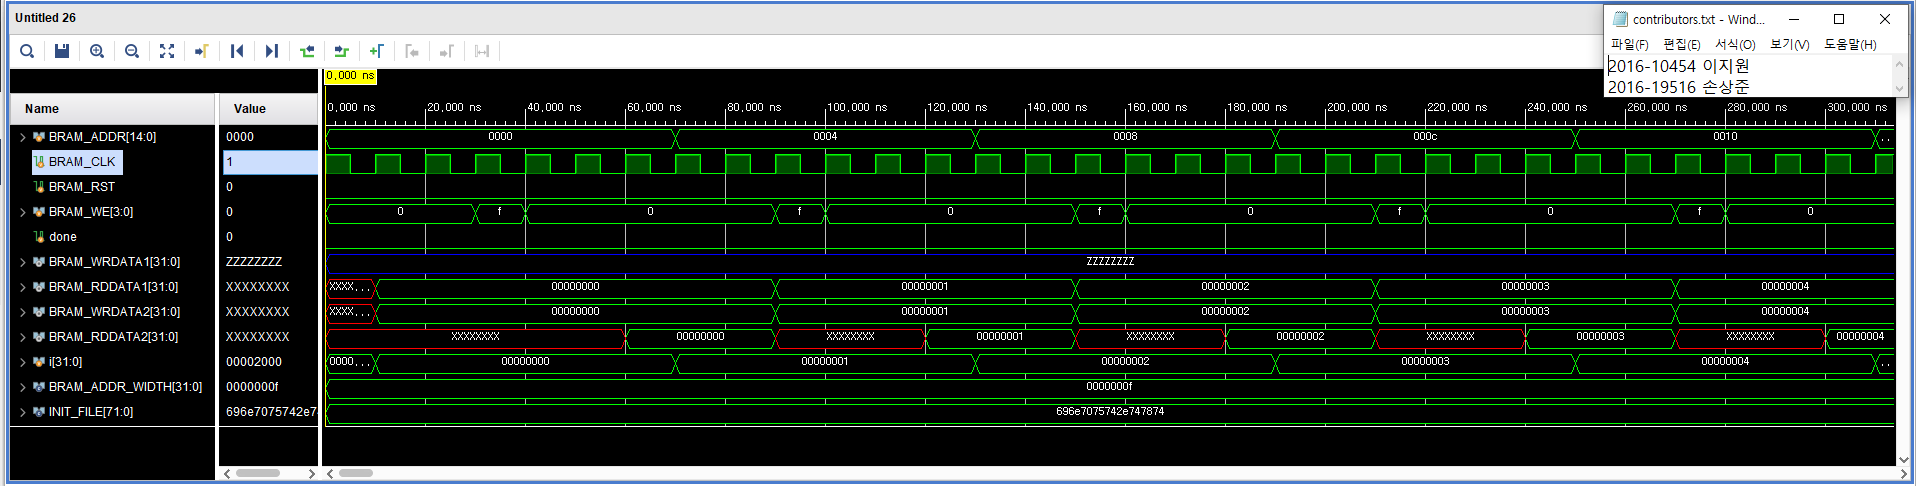 Untitled 26
contributors.txt - Wind...
파일(F) 편집(E) 서식(O) 보기(V) 도움말(H)
2016-10454 이지원
2016-19516 손상준
0,000 ns
Name Value
0,000 ns 20,000 ns 40,000 ns 60,000 ns 80,000 ns 100,000 ns 120,000 ns 140,000 ns 160,000 ns 180,000 ns 200,000 ns 220,000 ns 240,000 ns 260,000 ns 280,000 ns 300,000 ns
BRAM_ADDR[14:0] 0000 0000 0004 0008 000c 0010 ..
BRAM_CLK 1
BRAM_RST 0
BRAM_WE[3:0] 0 0 f 0 f 0 f 0 f 0 f 0
done 0
BRAM_WRDATA1[31:0] ZZZZZZZZ ZZZZZZZZ
BRAM_RDDATA1[31:0] XXXXXXXX XXXX... 00000000 00000001 00000002 00000003 00000004
BRAM_WRDATA2[31:0] XXXXXXXX XXXX... 00000000 00000001 00000002 00000003 00000004
BRAM_RDDATA2[31:0] XXXXXXXX XXXXXXXX 00000000 XXXXXXXX 00000001 XXXXXXXX 00000002 XXXXXXXX 00000003 XXXXXXXX 00000004
i[31:0] 00002000 0000... 00000000 00000001 00000002 00000003 00000004 ..
BRAM_ADDR_WIDTH[31:0] 0000000f 0000000f
INIT_FILE[71:0] 696e7075742e7 696e7075742e747874